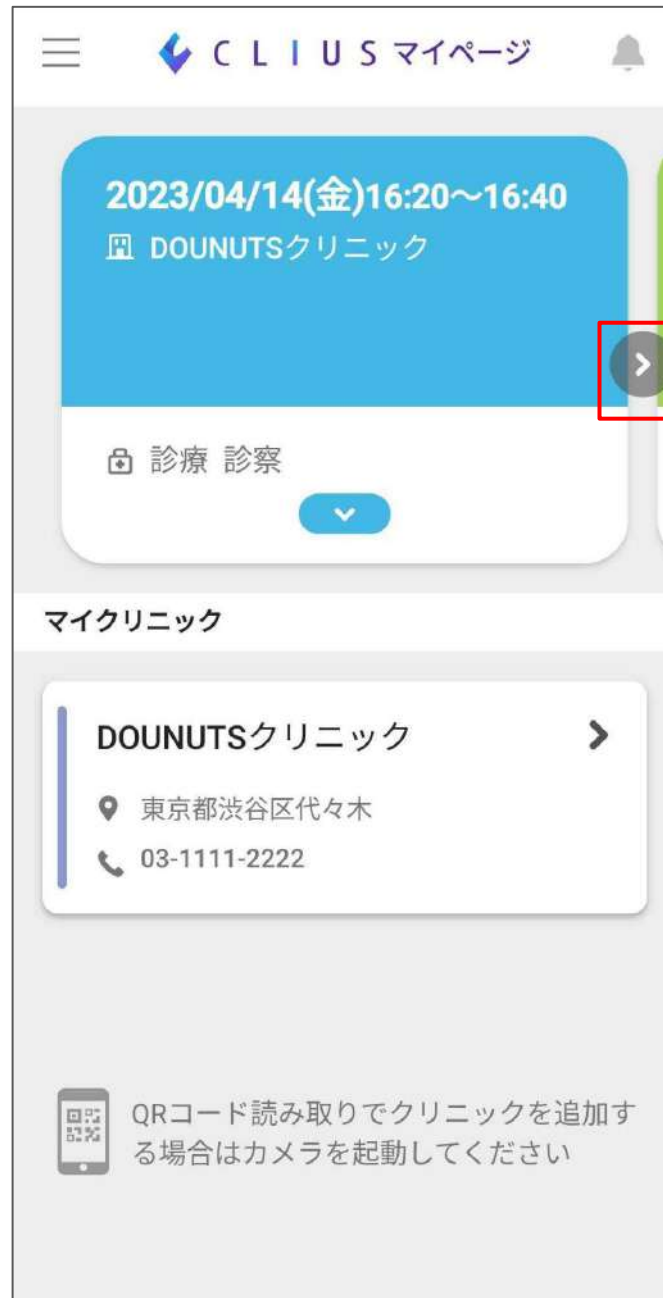 CLIUS マイページ
2023/04/14(金)16:20〜16:40
DOUNUTSクリニック
診療 診察
マイクリニック
DOUNUTSクリニック
東京都渋谷区代々木
03-1111-2222
QRコード読み取りでクリニックを追加す
る場合はカメラを起動してください